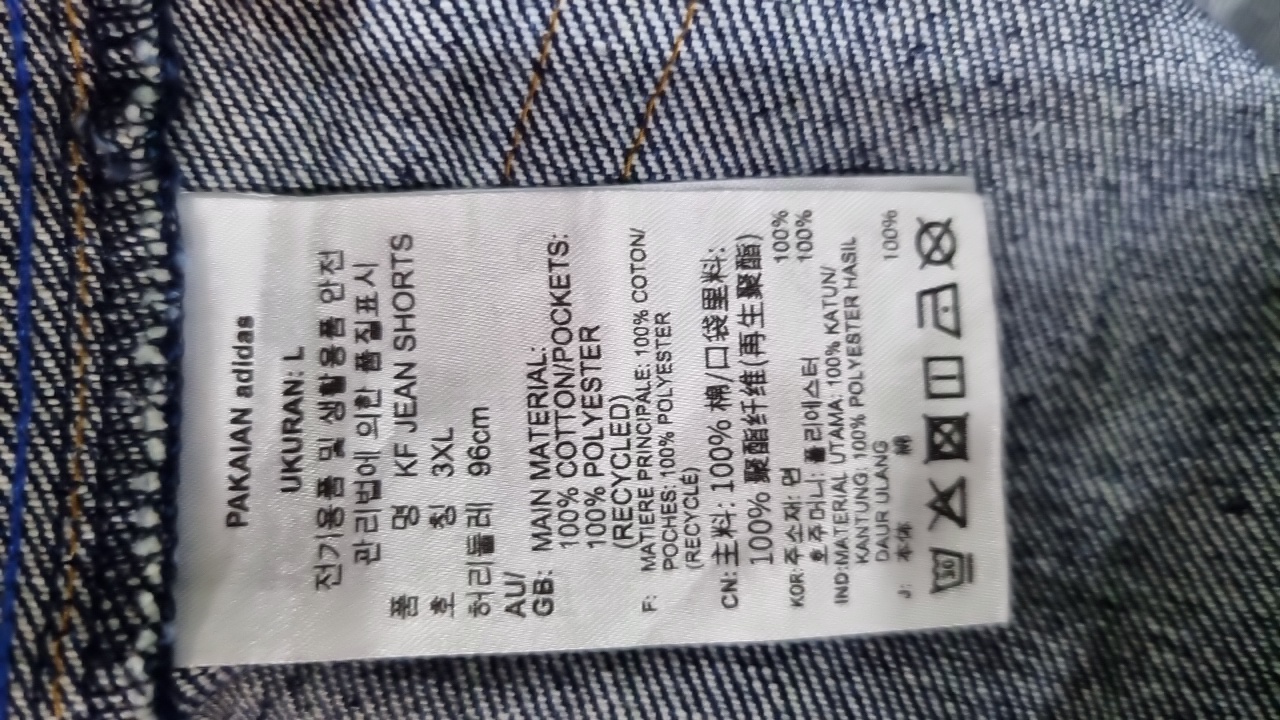 PAKAIAN adidas
UKURAN: L
전기용품 및 생활용품 안전
관리법에 의한 품질표시
품 명 KF JEAN SHORTS
호 칭 3XL
허리둘레 96cm
AU/
GB: MAIN MATERIAL:
100% COTTON/POCKETS:
100% POLYESTER
(RECYCLED)
F: MATIERE PRINCIPALE: 100% COTON/
POCHES: 100% POLYESTER
(RECYCLÉ)
CN: 主料: 100% 棉/口袋里料:
100% 聚酯纤维(再生聚酯)
KOR: 주소재: 면 100%
호주머니: 폴리에스터 100%
IND: MATERIAL UTAMA: 100% KATUN/
KANTUNG: 100% POLYESTER HASIL
DAUR ULANG
J: 本体 綿 100%
30